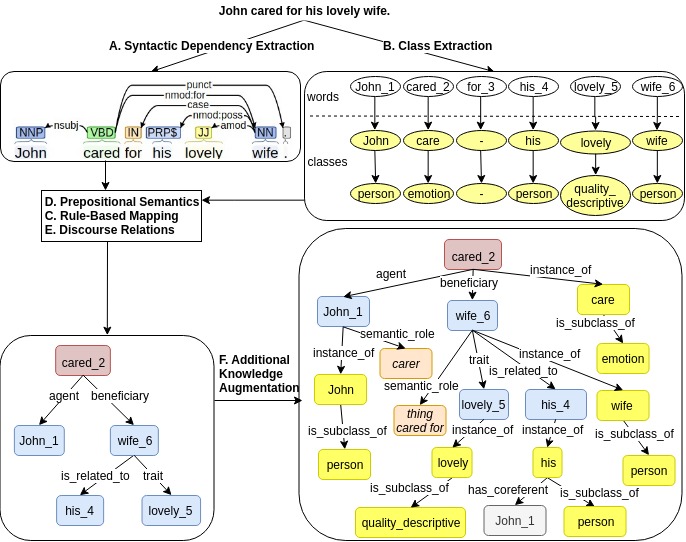 John cared for his lovely wife.
A. Syntactic Dependency Extraction
B. Class Extraction
punct
nmod:for
case
nmod:poss
nsubj
amod
NNP VBD IN PRP$ JJ NN .
John cared for his lovely wife .
words
John_1 cared_2 for_3 his_4 lovely_5 wife_6
classes
John care - his lovely wife
person emotion - person quality_
descriptive person
D. Prepositional Semantics
C. Rule-Based Mapping
E. Discourse Relations
cared_2
agent beneficiary
John_1 wife_6
is_related_to trait
his_4 lovely_5
F. Additional
Knowledge
Augmentation
cared_2
agent beneficiary instance_of
John_1 wife_6 care
semantic_role is_subclass_of
instance_of carer trait instance_of emotion
is_related_to
John semantic_role
thing
cared for
lovely_5 his_4 wife
is_subclass_of instance_of instance_of is_subclass_of
person lovely his person
is_subclass_of has_coreferent is_subclass_of
quality_descriptive John_1 person